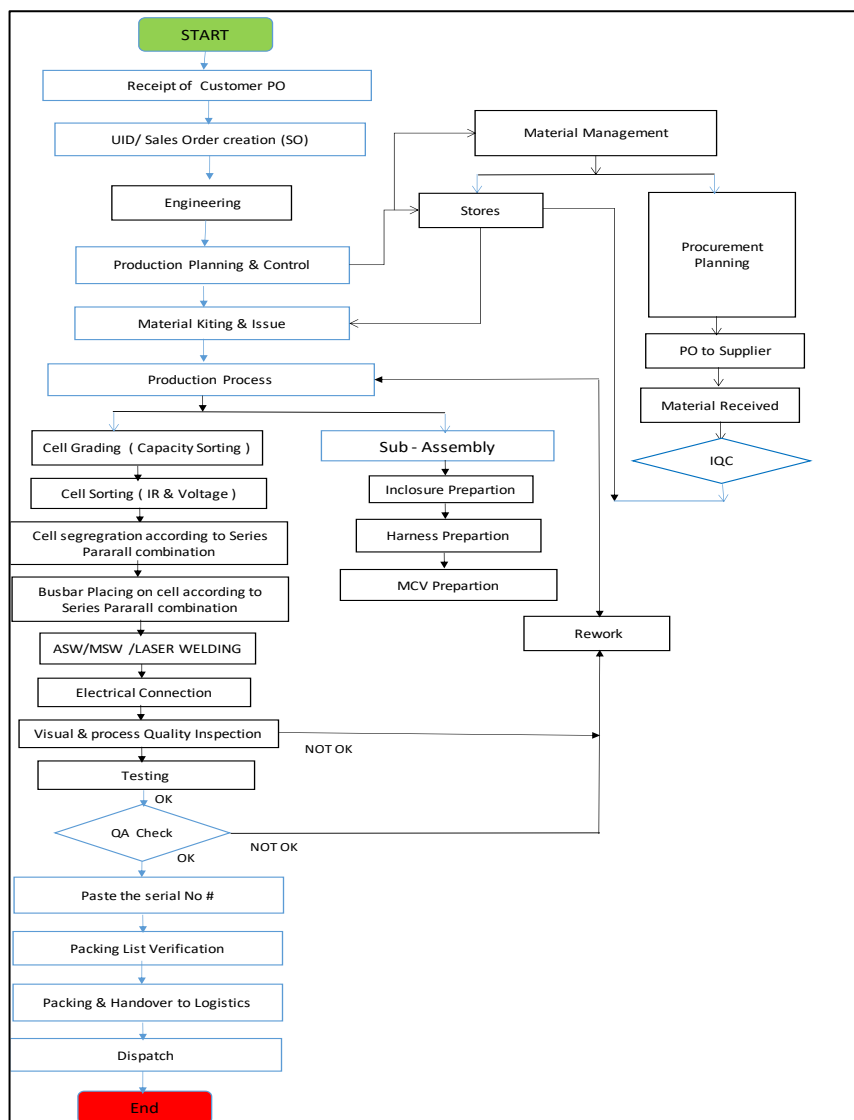 START
Receipt of Customer PO
UID/ Sales Order creation (SO)
Engineering
Production Planning & Control
Material Kiting & Issue
Production Process
Material Management
Stores
Procurement
Planning
PO to Supplier
Material Received
IQC
Cell Grading ( Capacity Sorting )
Cell Sorting ( IR & Voltage )
Cell segregration according to Series
Pararall combination
Busbar Placing on cell according to
Series Pararall combination
ASW/MSW /LASER WELDING
Electrical Connection
Visual & process Quality Inspection
NOT OK
Testing
OK
QA Check
OK
NOT OK
Sub - Assembly
Inclosure Prepartion
Harness Prepartion
MCV Prepartion
Rework
Paste the serial No #
Packing List Verification
Packing & Handover to Logistics
Dispatch
End